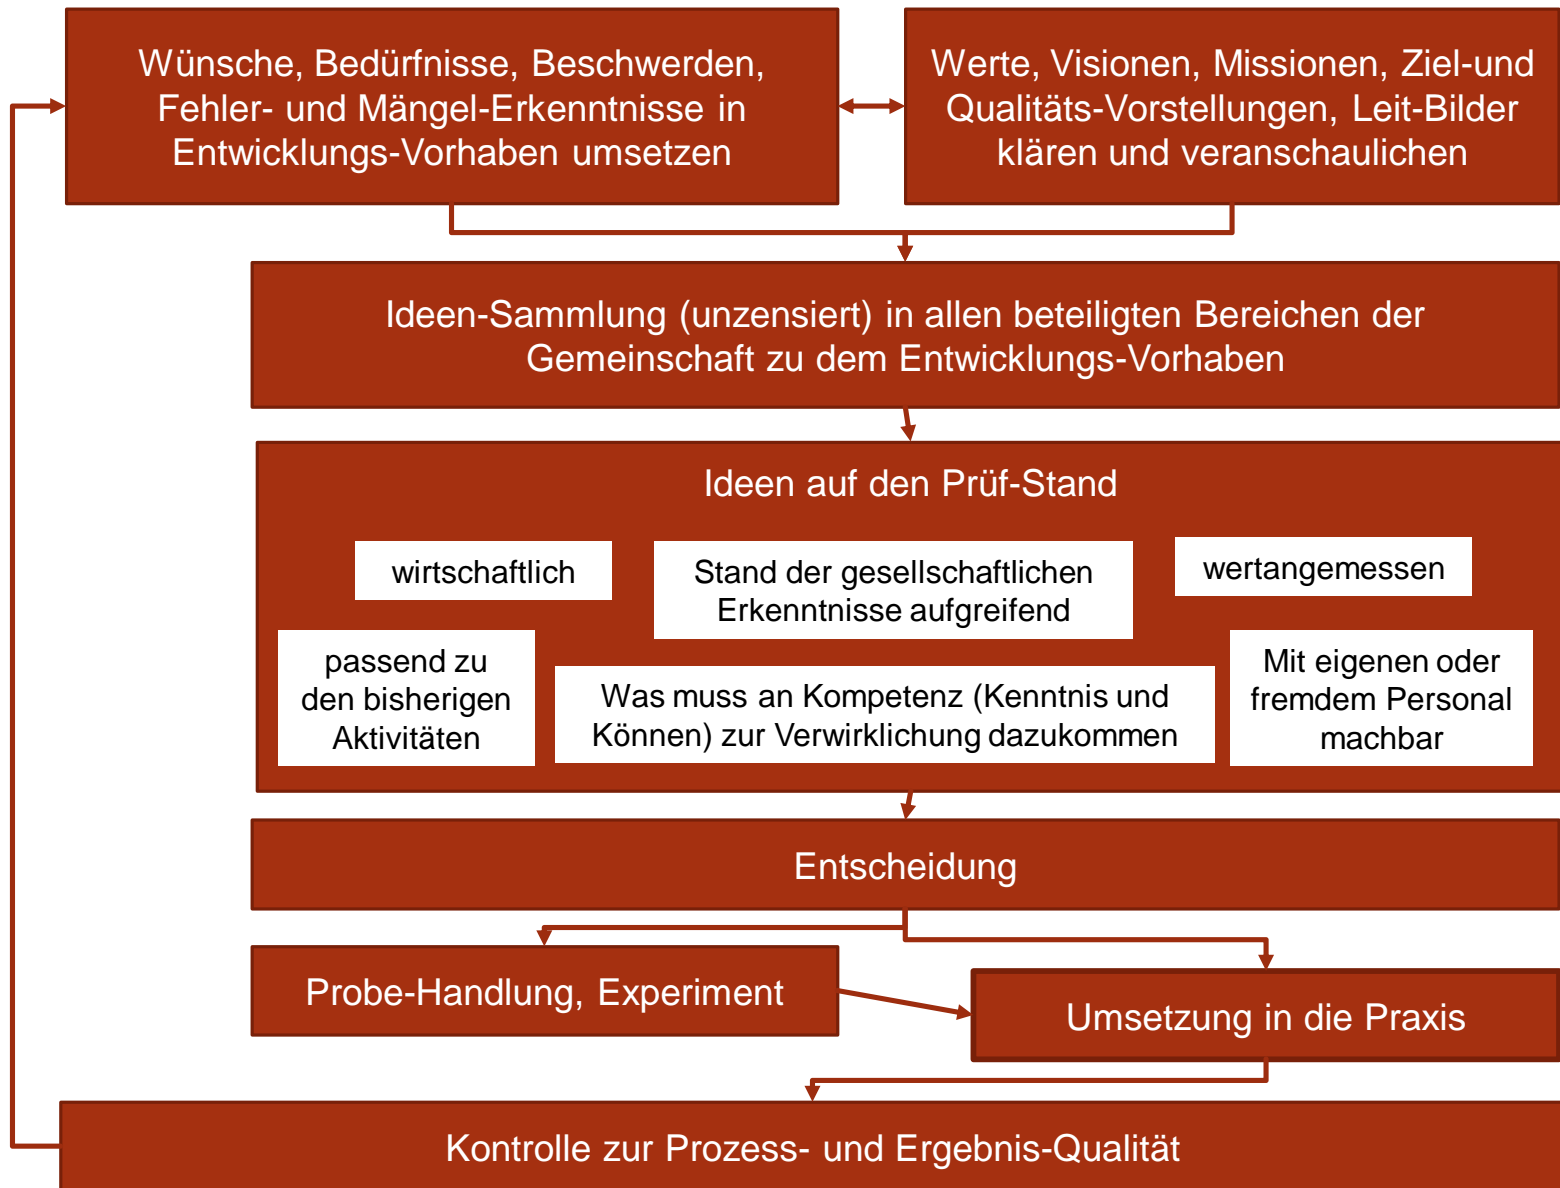 Wünsche, Bedürfnisse, Beschwerden,
Fehler- und Mängel-Erkenntnisse in
Entwicklungs-Vorhaben umsetzen
Werte, Visionen, Missionen, Ziel-und
Qualitäts-Vorstellungen, Leit-Bilder
klären und veranschaulichen
Ideen-Sammlung (unzensiert) in allen beteiligten Bereichen der
Gemeinschaft zu dem Entwicklungs-Vorhaben
Ideen auf den Prüf-Stand
wirtschaftlich
Stand der gesellschaftlichen
Erkenntnisse aufgreifend
wertangemessen
passend zu
den bisherigen
Aktivitäten
Was muss an Kompetenz (Kenntnis und
Können) zur Verwirklichung dazukommen
Mit eigenen oder
fremdem Personal
machbar
Entscheidung
Probe-Handlung, Experiment
Umsetzung in die Praxis
Kontrolle zur Prozess- und Ergebnis-Qualität